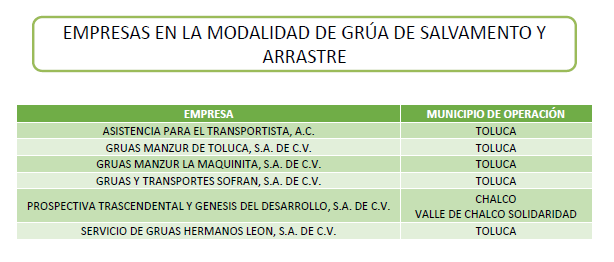 EMPRESAS EN LA MODALIDAD DE GRÚA DE SALVAMENTO Y
ARRASTRE
EMPRESA MUNICIPIO DE OPERACIÓN
ASISTENCIA PARA EL TRANSPORTISTA, A.C. TOLUCA
GRUAS MANZUR DE TOLUCA, S.A. DE C.V. TOLUCA
GRUAS MANZUR LA MAQUINITA, S.A. DE C.V. TOLUCA
GRUAS Y TRANSPORTES SOFRAN, S.A. DE C.V. TOLUCA
PROSPECTIVA TRASCENDENTAL Y GENESIS DEL DESARROLLO, S.A. DE C.V. CHALCO
VALLE DE CHALCO SOLIDARIDAD
SERVICIO DE GRUAS HERMANOS LEON, S.A. DE C.V. TOLUCA